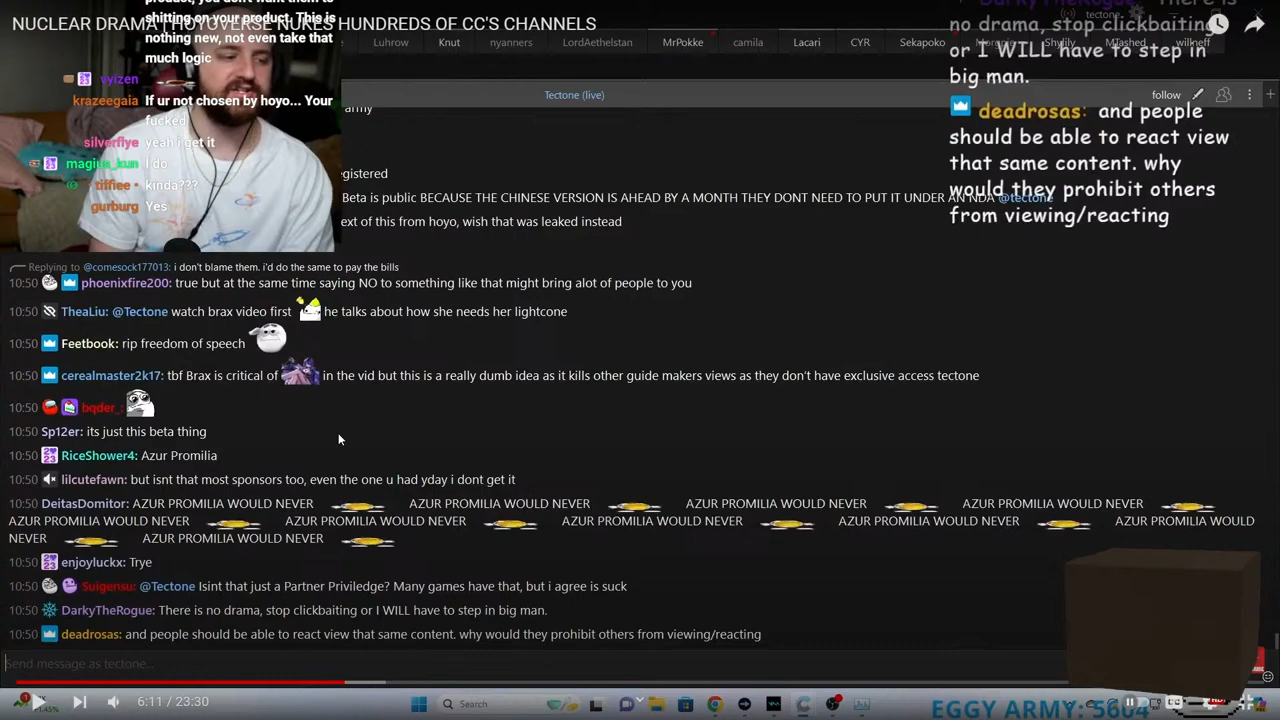 NUCLEAR DRAMA | HOYOVERSE NUKES HUNDREDS OF CC'S CHANNELS
product, you don't want them to
shitting on your product. This is
nothing new, not even take that
much logic
vyizen
krazeegaia If ur not chosen by hoyo... Your
fucked
silverflye yeah i get it
magius_kun I do
tiffiee • kinda???
gurburg Yes
Luhrow Knut nyanners LordAethelstan MrPokke camila Lacari CYR Sekapoko Shylily Mashed willneff
tectone
Tectone (live) follow
DarkyTheRogue: There is
no drama, stop clickbaiting
or I WILL have to step in
big man.
deadrosas: and people
should be able to react view
that same content. why
would they prohibit others
from viewing/reacting
army
egistered
Beta is public BECAUSE THE CHINESE VERSION IS AHEAD BY A MONTH THEY DONT NEED TO PUT IT UNDER AN NDA @tectone
ext of this from hoyo, wish that was leaked instead
Replying to @comesock177013: i don't blame them. i'd do the same to pay the bills
10:50 phoenixfire200: true but at the same time saying NO to something like that might bring alot of people to you
10:50 TheaLiu: @Tectone watch brax video first he talks about how she needs her lightcone
10:50 Feetbook: rip freedom of speech
10:50 cerealmaster2k17: tbf Brax is critical of in the vid but this is a really dumb idea as it kills other guide makers views as they don't have exclusive access tectone
10:50 bqder_:
10:50 Sp12er: its just this beta thing
10:50 RiceShower4: Azur Promilia
10:50 lilcutefawn: but isnt that most sponsors too, even the one u had yday i dont get it
10:50 DeitasDomitor: AZUR PROMILIA WOULD NEVER AZUR PROMILIA WOULD NEVER AZUR PROMILIA WOULD NEVER AZUR PROMILIA WOULD NEVER
AZUR PROMILIA WOULD NEVER AZUR PROMILIA WOULD NEVER AZUR PROMILIA WOULD NEVER AZUR PROMILIA WOULD NEVER AZUR PROMILIA WOULD
NEVER AZUR PROMILIA WOULD NEVER
10:50 enjoyluckx: Trye
10:50 Suigensu: @Tectone Isint that just a Partner Priviledge? Many games have that, but i agree is suck
10:50 DarkyTheRogue: There is no drama, stop clickbaiting or I WILL have to step in big man.
10:50 deadrosas: and people should be able to react view that same content. why would they prohibit others from viewing/reacting
Send message as tectone...
6:11 / 23:30
Search
EGGY ARMY: 5604